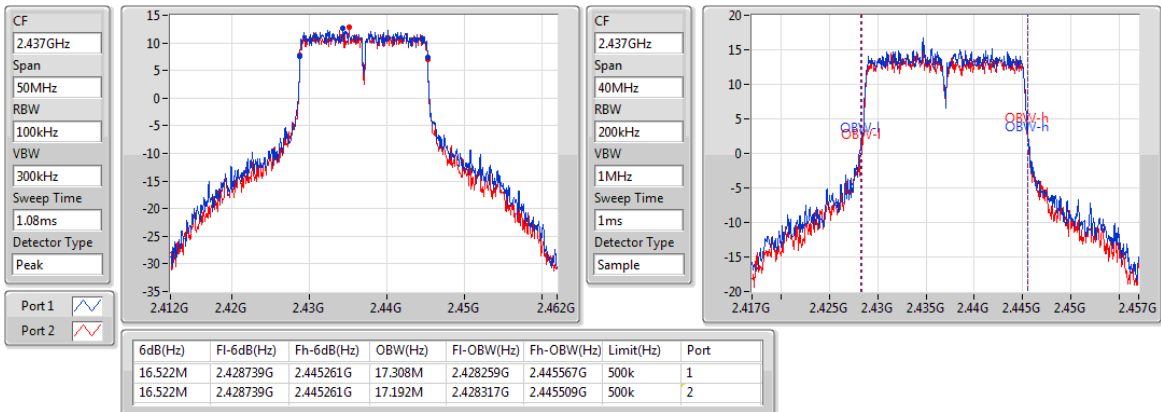 CF
2.437GHz
Span
50MHz
RBW
100kHz
VBW
300kHz
Sweep Time
1.08ms
Detector Type
Peak
Port 1
Port 2
15
10
5
0
-5
-10
-15
-20
-25
-30
-35
2.412G 2.42G 2.43G 2.44G 2.45G 2.462G
CF
2.437GHz
Span
40MHz
RBW
200kHz
VBW
1MHz
Sweep Time
1ms
Detector Type
Sample
20
15
10
5
0
-5
-10
-15
-20
OBW-l
OBW-l
OBW-h
OBW-h
2.417G 2.425G 2.43G 2.435G 2.44G 2.445G 2.45G 2.457G
6dB(Hz) Fl-6dB(Hz) Fh-6dB(Hz) OBW(Hz) Fl-OBW(Hz) Fh-OBW(Hz) Limit(Hz) Port
16.522M 2.428739G 2.445261G 17.308M 2.428259G 2.445567G 500k 1
16.522M 2.428739G 2.445261G 17.192M 2.428317G 2.445509G 500k 2